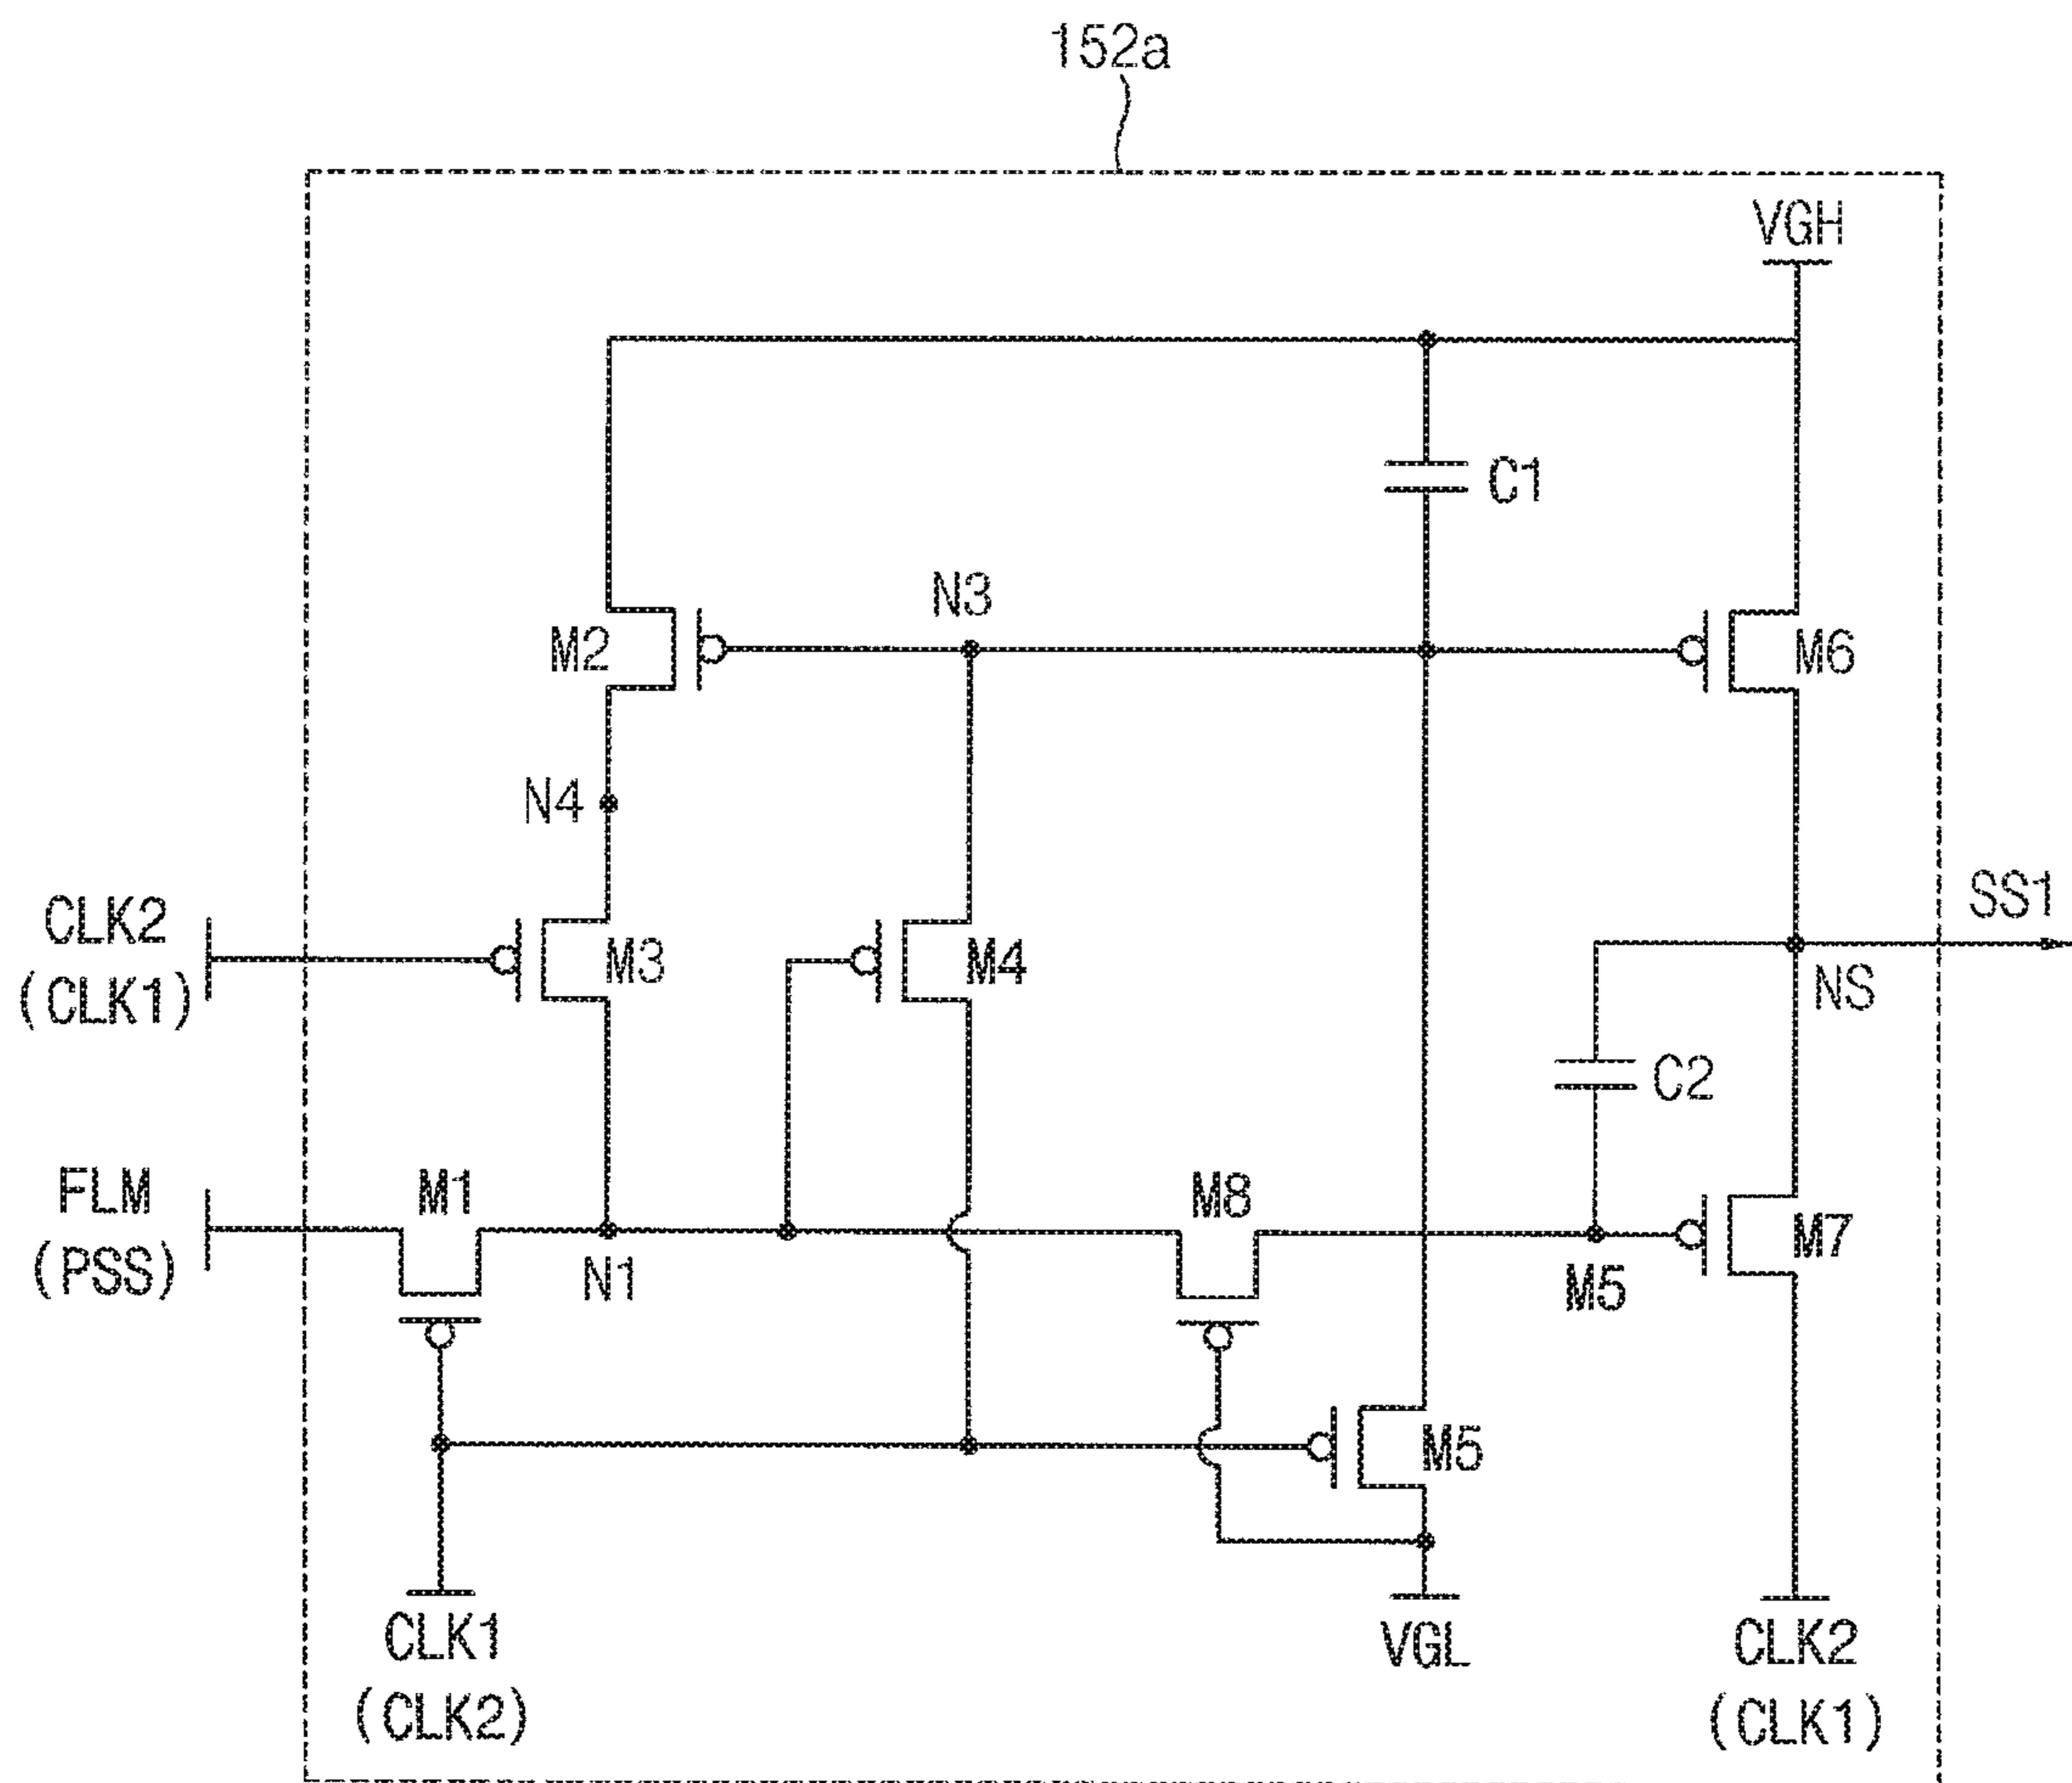 152a
VGH
C1
N3
M2
M6
N4
SS1
CLK2
(CLK1)
M3
M4
NS
C2
FLM
(PSS)
M1
N1
M8
M7
M5
M5
CLK1
(CLK2)
VGL
CLK2
(CLK1)